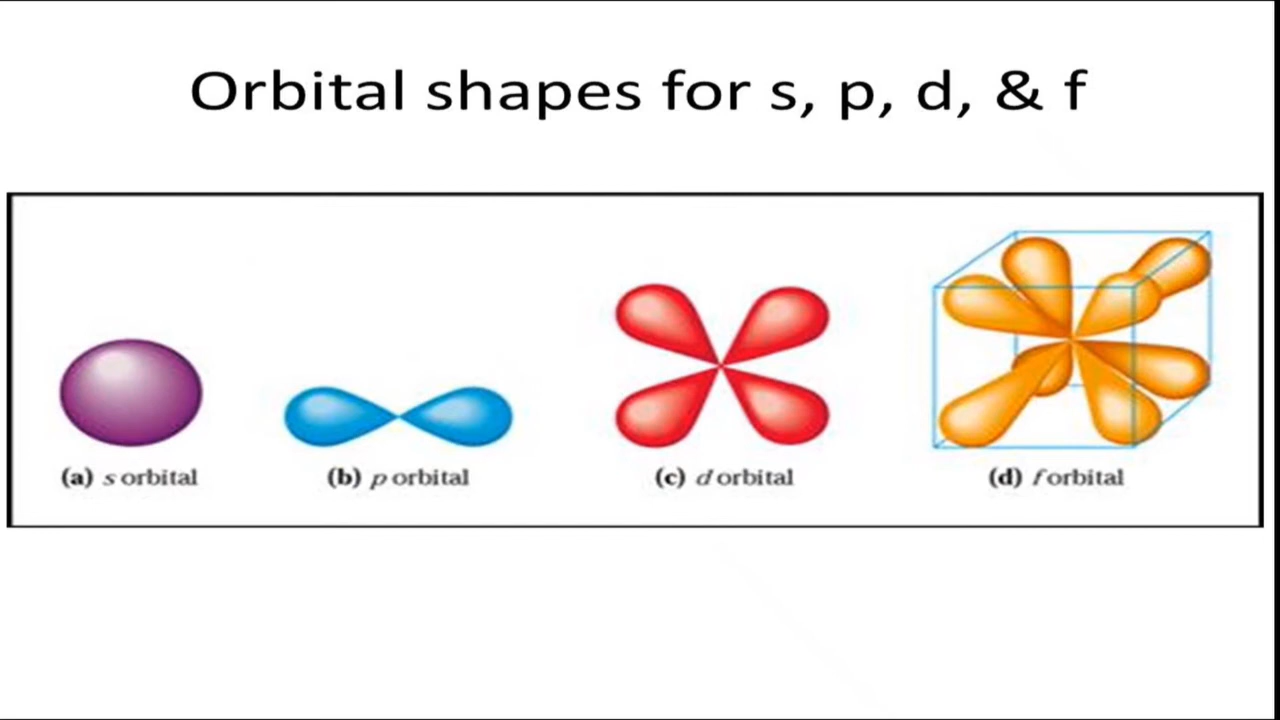 Orbital shapes for s, p, d, & f
(a) s orbital (b) p orbital (c) d orbital (d) f orbital